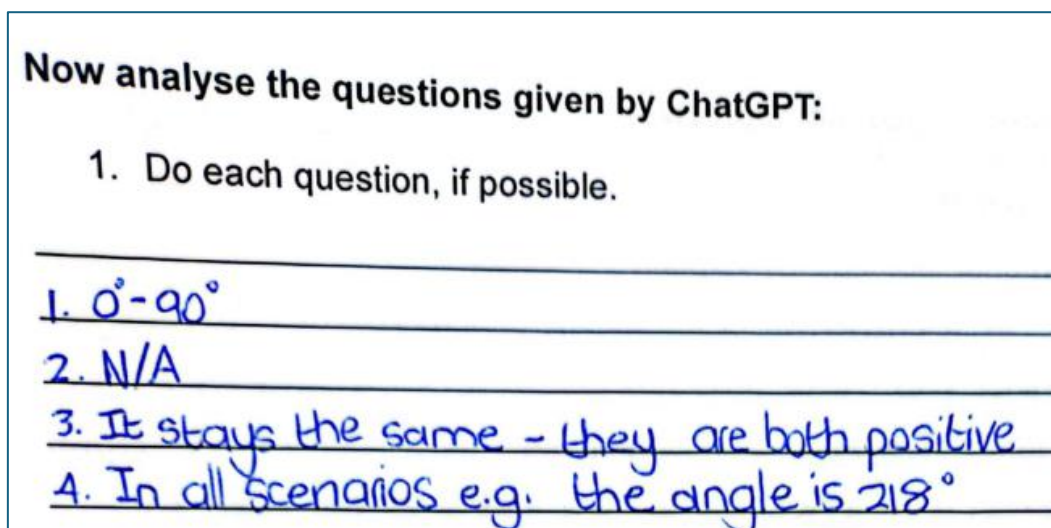 Now analyse the questions given by ChatGPT:
1. Do each question, if possible.
1. 0°-90°
2. N/A
3. It stays the same - they are both positive
4. In all scenarios e.g. the angle is 218°